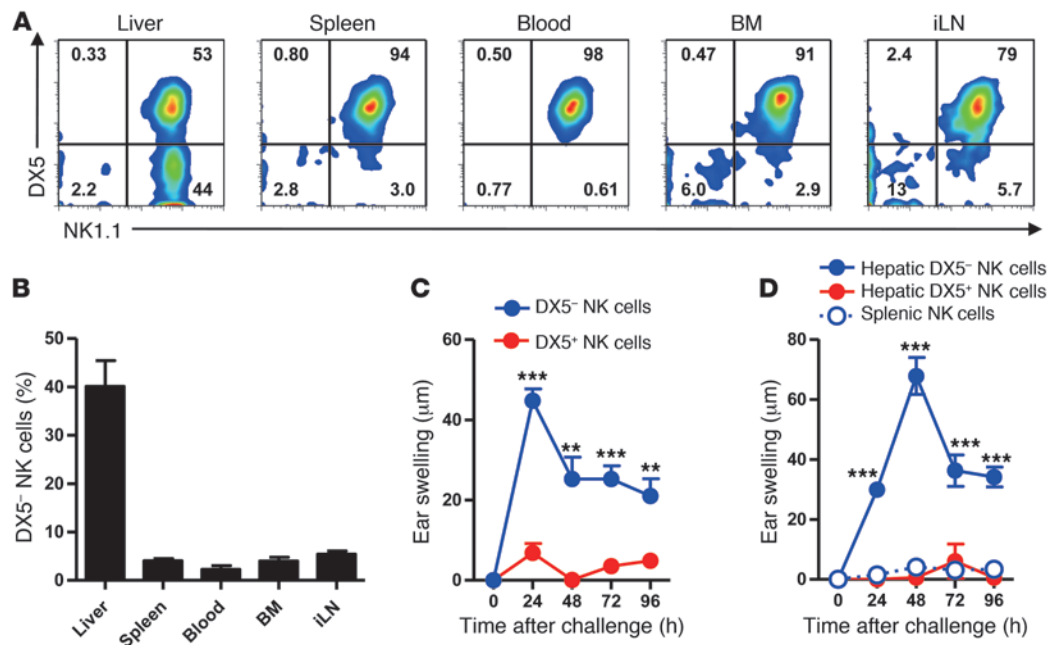 A
Liver
Spleen
Blood
BM
iLN
DX5
0.33 53
2.2 44
0.80 94
2.8 3.0
0.50 98
0.77 0.61
0.47 91
6.0 2.9
2.4 79
13 5.7
NK1.1
B
DX5⁻ NK cells (%)
50
40
30
20
10
0
Liver
Spleen
Blood
BM
iLN
C
DX5⁻ NK cells
DX5⁺ NK cells
Ear swelling (μm)
60
40
20
0
***
**
***
**
0 24 48 72 96
Time after challenge (h)
D
Hepatic DX5⁻ NK cells
Hepatic DX5⁺ NK cells
Splenic NK cells
Ear swelling (μm)
80
60
40
20
0
***
***
***
***
0 24 48 72 96
Time after challenge (h)